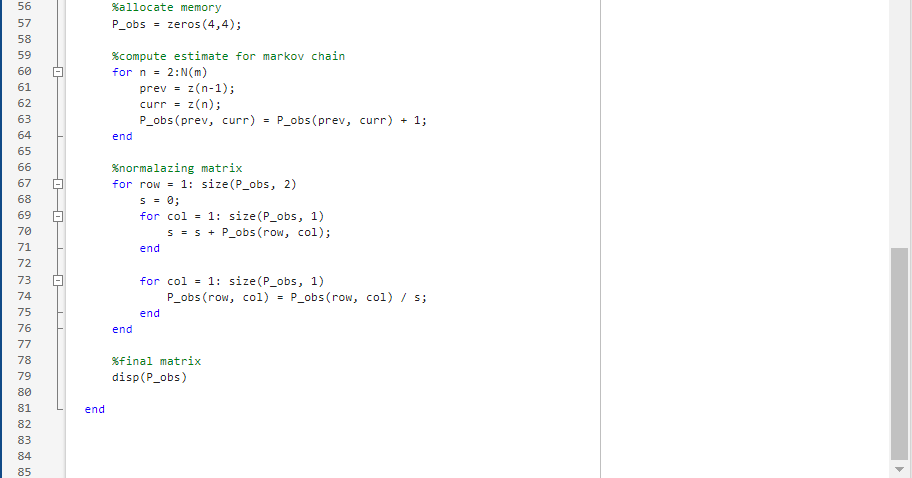 56 %allocate memory
57 P_obs = zeros(4,4);
58
59 %compute estimate for markov chain
60 for n = 2:N(m)
61 prev = z(n-1);
62 curr = z(n);
63 P_obs(prev, curr) = P_obs(prev, curr) + 1;
64 end
65
66 %normalazing matrix
67 for row = 1: size(P_obs, 2)
68 s = 0;
69 for col = 1: size(P_obs, 1)
70 s = s + P_obs(row, col);
71 end
72
73 for col = 1: size(P_obs, 1)
74 P_obs(row, col) = P_obs(row, col) / s;
75 end
76 end
77
78 %final matrix
79 disp(P_obs)
80
81 end
82
83
84
85